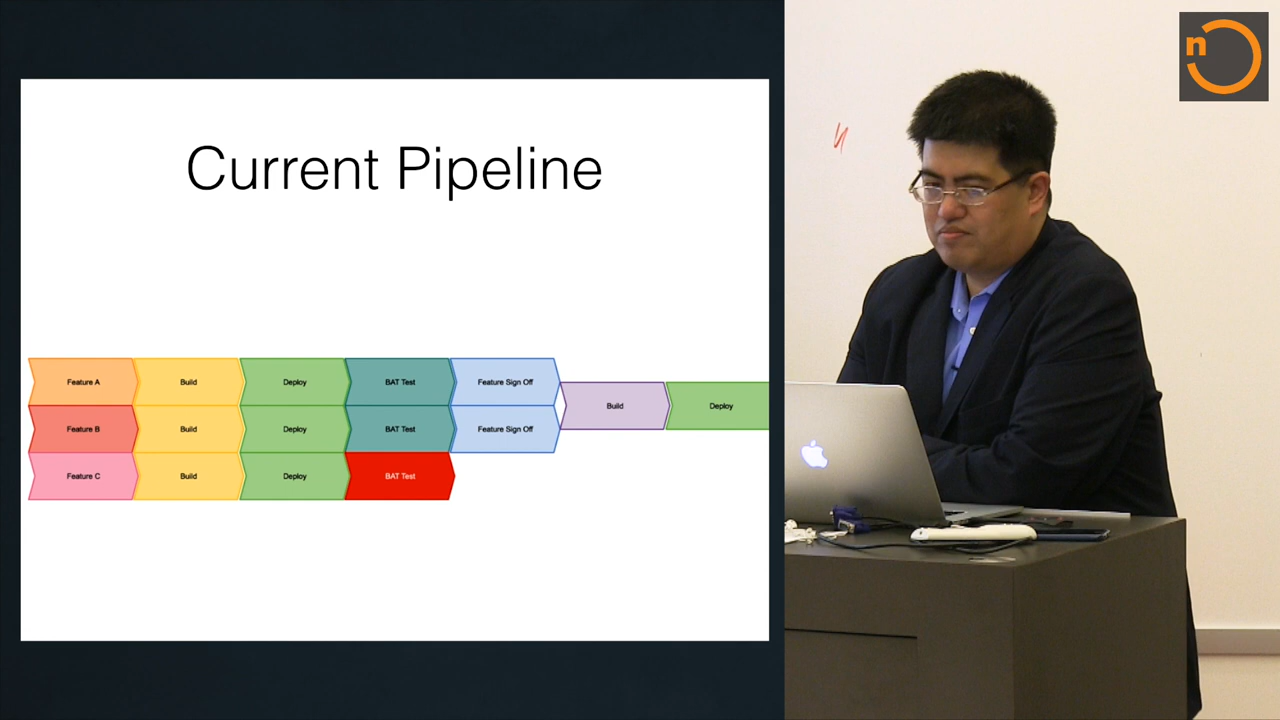 n
Current Pipeline
Feature A
Build
Deploy
BAT Test
Feature Sign Off
Build
Deploy
Feature B
Build
Deploy
BAT Test
Feature Sign Off
Feature C
Build
Deploy
BAT Test